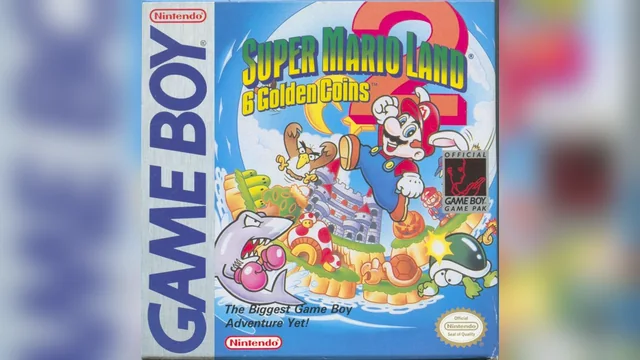 Nintendo®
GAME BOY®
SUPER MARIO LAND® 2
6 Golden Coins™
OFFICIAL
GAME BOY
GAME PAK
The Biggest Game Boy
Adventure Yet!
Nintendo
Official
Nintendo
Seal of Quality